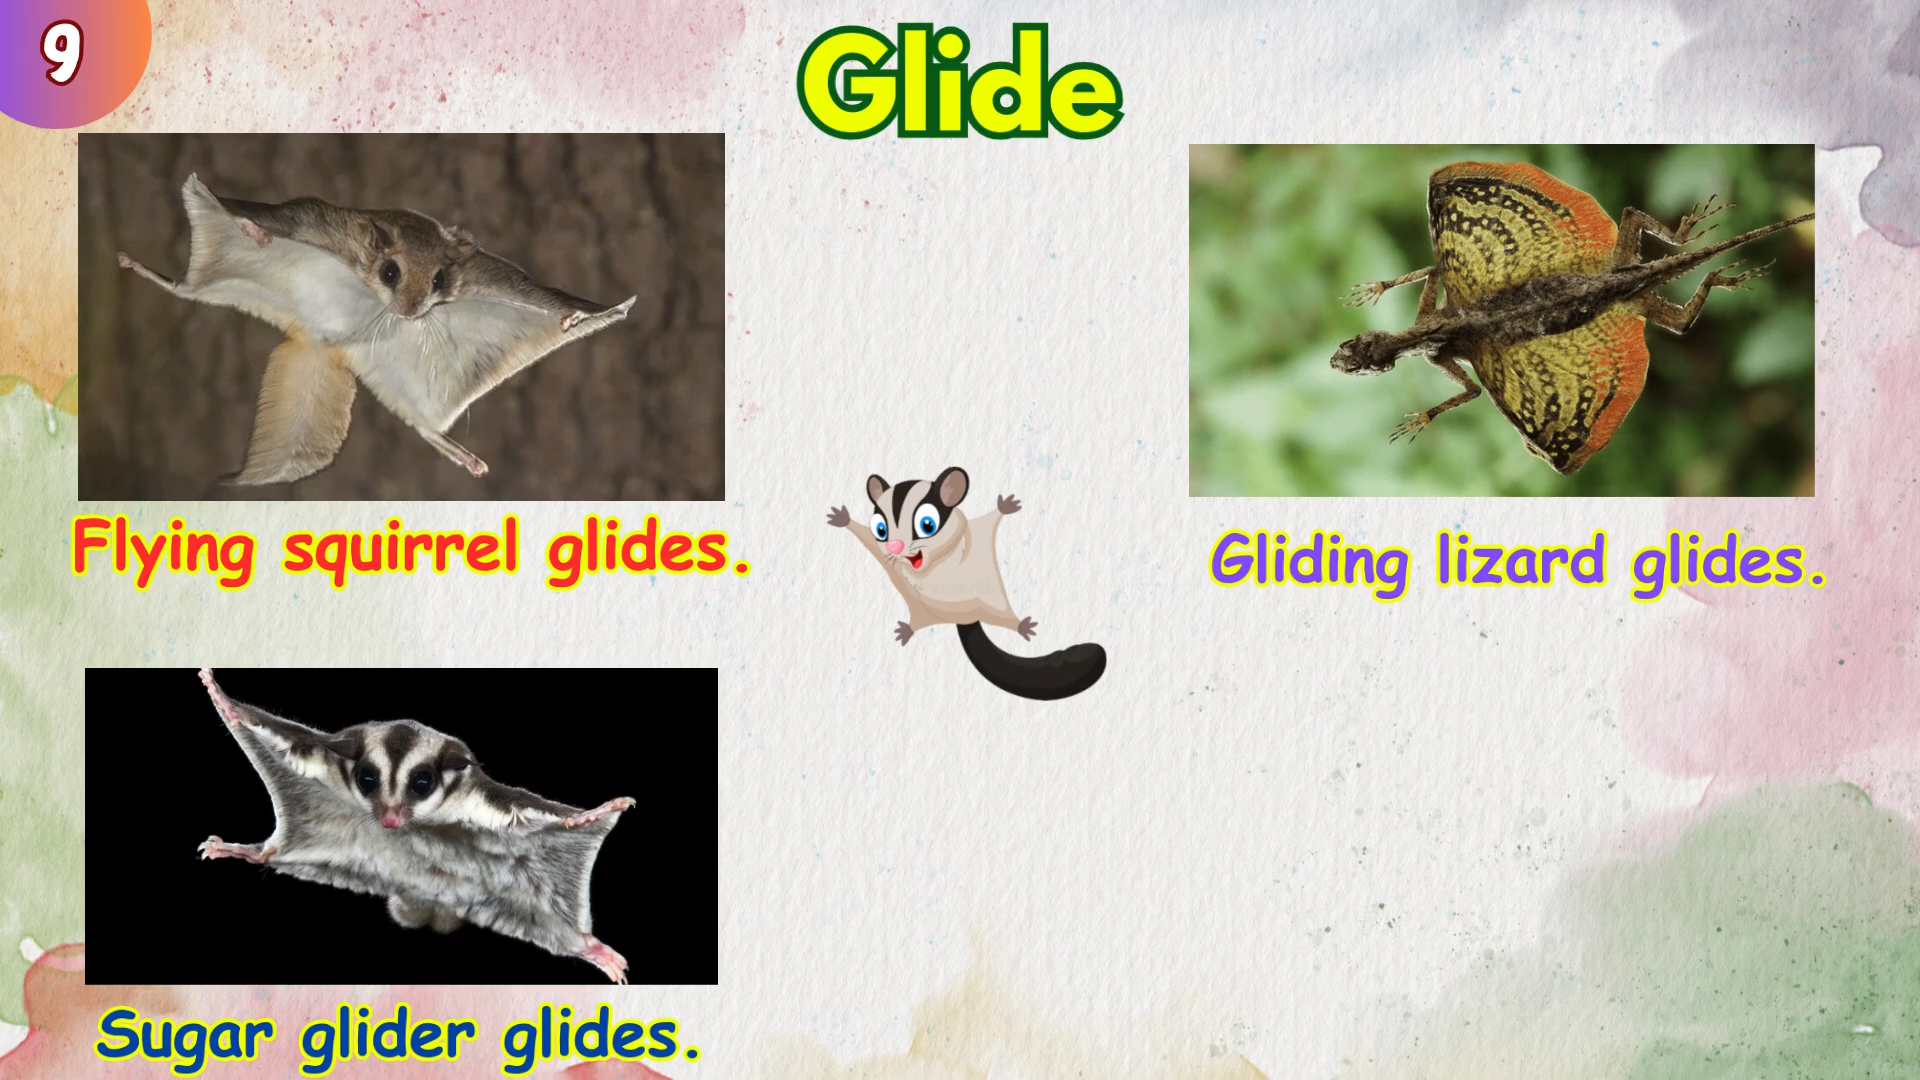 9
Glide
Flying squirrel glides.
Gliding lizard glides.
Sugar glider glides.